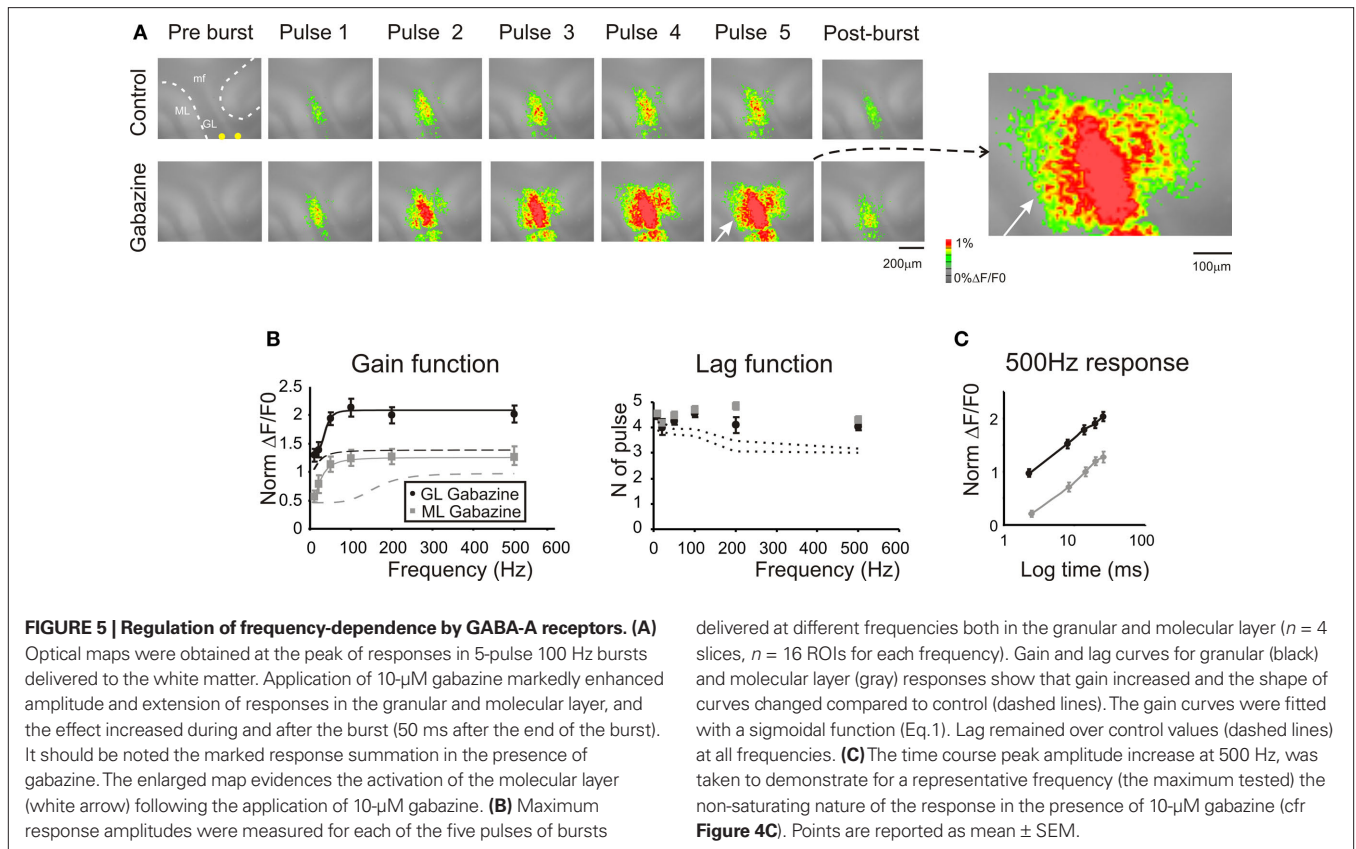 A
Pre burst Pulse 1 Pulse 2 Pulse 3 Pulse 4 Pulse 5 Post-burst
Control
mf
ML
GL
Gabazine
200µm
1%
0%ΔF/F0
100µm
B
Gain function
Norm ΔF/F0
2.5
2
1.5
1
0.5
0
GL Gabazine
ML Gabazine
0 100 200 300 400 500 600
Frequency (Hz)
Lag function
N of pulse
5
4
3
2
1
0
0 100 200 300 400 500 600
Frequency (Hz)
C
500Hz response
Norm ΔF/F0
2
1
0
1 10 100
Log time (ms)
FIGURE 5 | Regulation of frequency-dependence by GABA-A receptors. (A)
Optical maps were obtained at the peak of responses in 5-pulse 100 Hz bursts
delivered to the white matter. Application of 10-µM gabazine markedly enhanced
amplitude and extension of responses in the granular and molecular layer, and
the effect increased during and after the burst (50 ms after the end of the burst).
It should be noted the marked response summation in the presence of
gabazine. The enlarged map evidences the activation of the molecular layer
(white arrow) following the application of 10-µM gabazine. (B) Maximum
response amplitudes were measured for each of the five pulses of bursts
delivered at different frequencies both in the granular and molecular layer (n = 4
slices, n = 16 ROIs for each frequency). Gain and lag curves for granular (black)
and molecular layer (gray) responses show that gain increased and the shape of
curves changed compared to control (dashed lines). The gain curves were fitted
with a sigmoidal function (Eq.1). Lag remained over control values (dashed lines)
at all frequencies. (C) The time course peak amplitude increase at 500 Hz, was
taken to demonstrate for a representative frequency (the maximum tested) the
non-saturating nature of the response in the presence of 10-µM gabazine (cfr
Figure 4C). Points are reported as mean ± SEM.